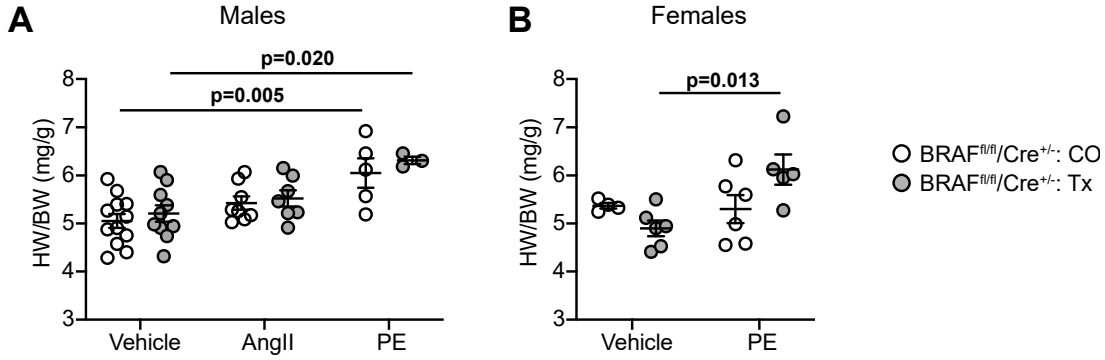 A
Males
p=0.020
p=0.005
HW/BW (mg/g)
8
7
6
5
4
3
Vehicle AngII PE
B
Females
p=0.013
HW/BW (mg/g)
8
7
6
5
4
3
Vehicle PE
BRAFfl/fl/Cre+/-: CO
BRAFfl/fl/Cre+/-: Tx